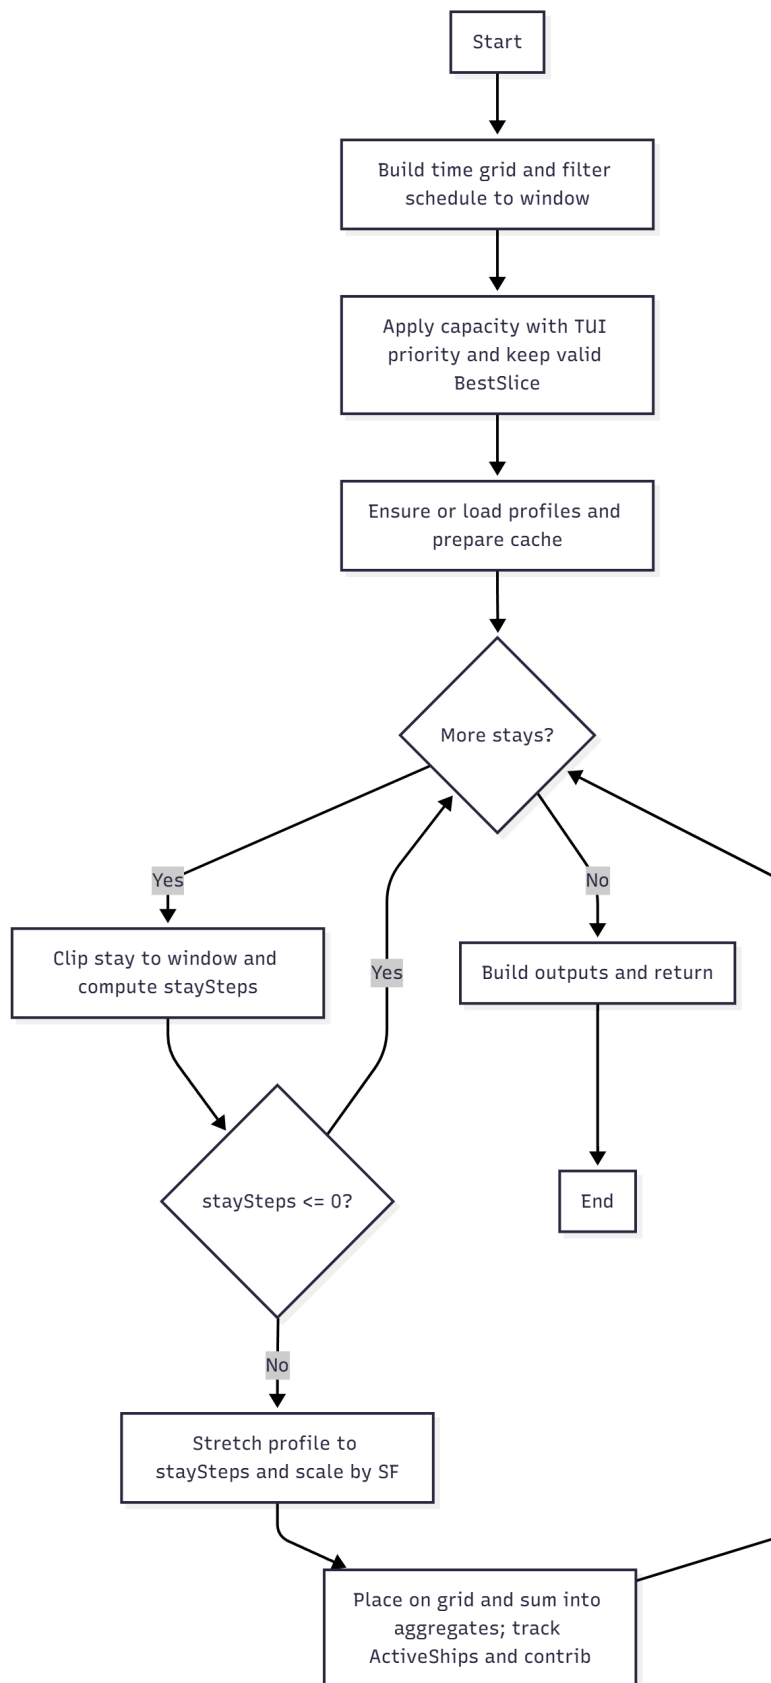 Start
Build time grid and filter
schedule to window
Apply capacity with TUI
priority and keep valid
BestSlice
Ensure or load profiles and
prepare cache
More stays?
Yes
No
Clip stay to window and
compute staySteps
Yes
Build outputs and return
staySteps <= 0?
End
No
Stretch profile to
staySteps and scale by SF
Place on grid and sum into
aggregates; track
ActiveShips and contrib